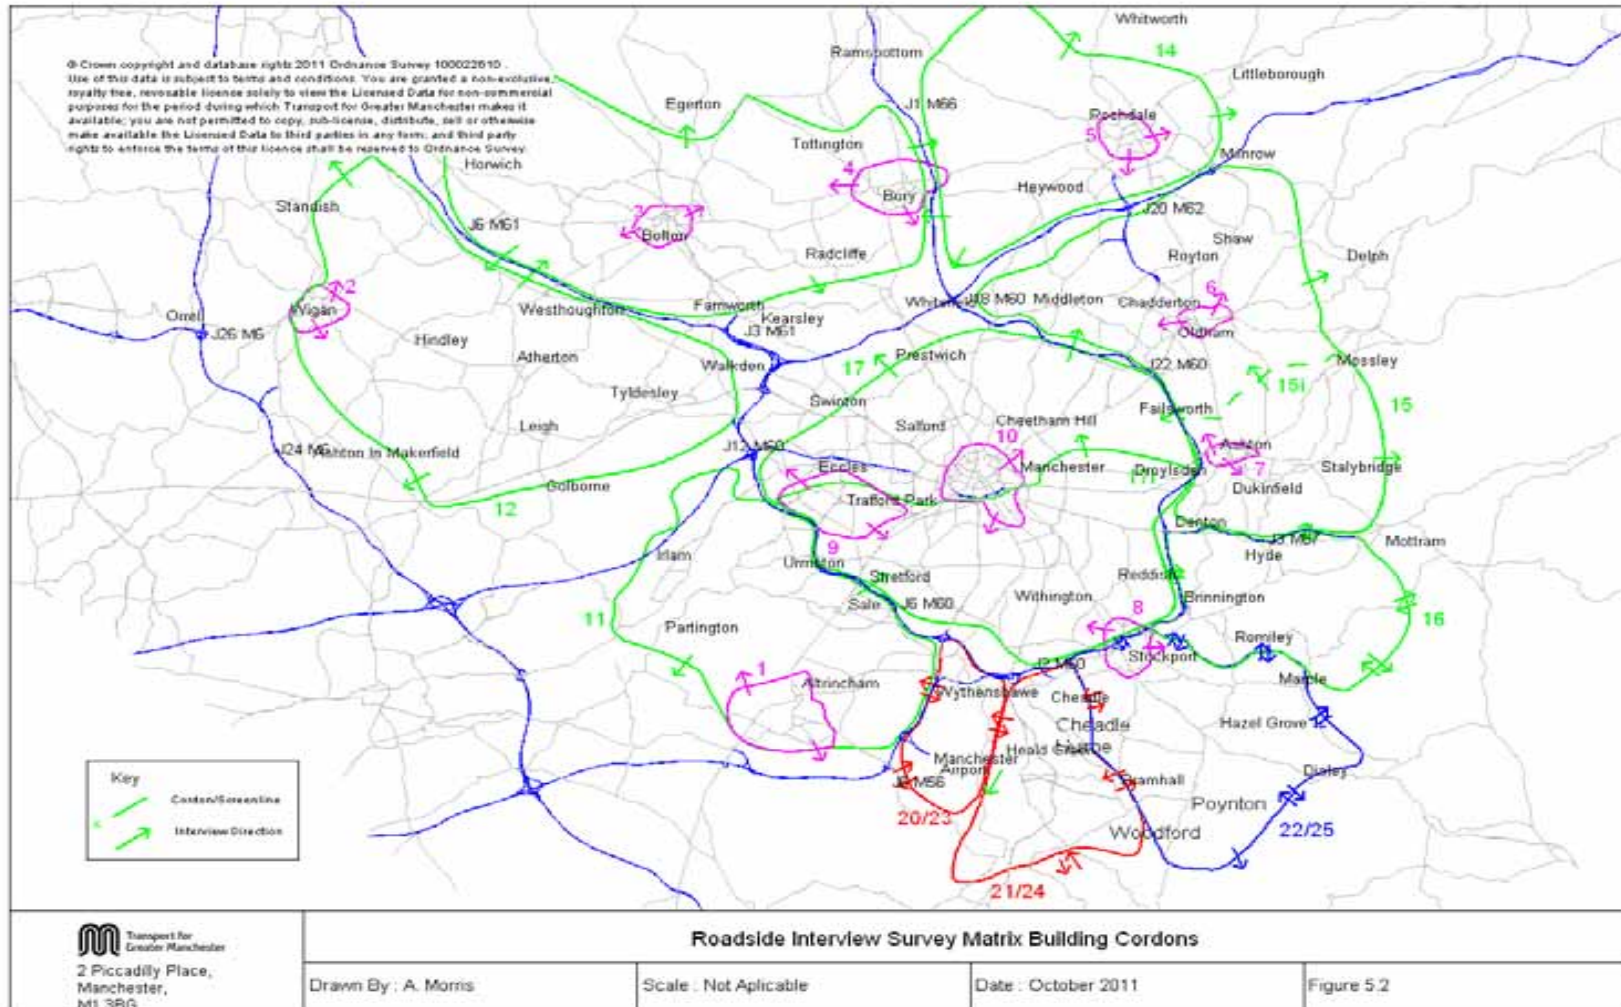 Whitworth
Ramsbottom
14
© Crown copyright and database rights 2011 Ordnance Survey 100022610 .
Use of this data is subject to terms and conditions. You are granted a non-exclusive,
royalty free, revocable license solely to view the Licensed Data for non-commercial
purposes for the period during which Transport for Greater Manchester makes it
available; you are not permitted to copy, sub-license, distribute, sell or otherwise
make available the Licensed Data to third parties in any form; and third party
rights to enforce the terms of this licence shall be reserved to Ordnance Survey.
Littleborough
Egerton
J1 M66
Rochdale
5
Tottington
Milnrow
Horwich
4
Heywood
Bury
Standish
J20 M62
3
J6 M61
Bolton
Shaw
Radcliffe
Royton
Delph
2
6
Wigan
Orrel
Westhoughton
Farnworth
J18 M60
Middleton
Chadderton
Kearsley
J26 M6
Hindley
J3 M61
Oldham
Atherton
Walkden
17
Prestwich
J22 M60
Mossley
Tyldesley
15i
Swinton
Failsworth
15
Leigh
Salford
Cheetham Hill
10
J24 M6
Ashton In Makerfield
J12 M60
Ashton
Eccles
Manchester
Droylsden
7
Stalybridge
Golborne
Trafford Park
17i
Dukinfield
12
Denton
J3 M67
Mottram
Irlam
9
Hyde
Urmston
Stretford
Reddish
Sale
J6 M60
Withington
Brinnington
11
8
16
Partington
Romiley
Stockport
1
J2 M60
Marple
Altrincham
Wythenshawe
Cheadle
Hazel Grove
Cheadle
Hulme
Heald Green
Manchester
Airport
Disley
Bramhall
J6 M56
Poynton
20/23
Woodford
22/25
21/24
Key
Cordon/Screenline
Interview Direction
Transport for
Greater Manchester
2 Piccadilly Place,
Manchester,
M1 3BG
Roadside Interview Survey Matrix Building Cordons
Drawn By : A. Morris
Scale : Not Aplicable
Date : October 2011
Figure 5.2